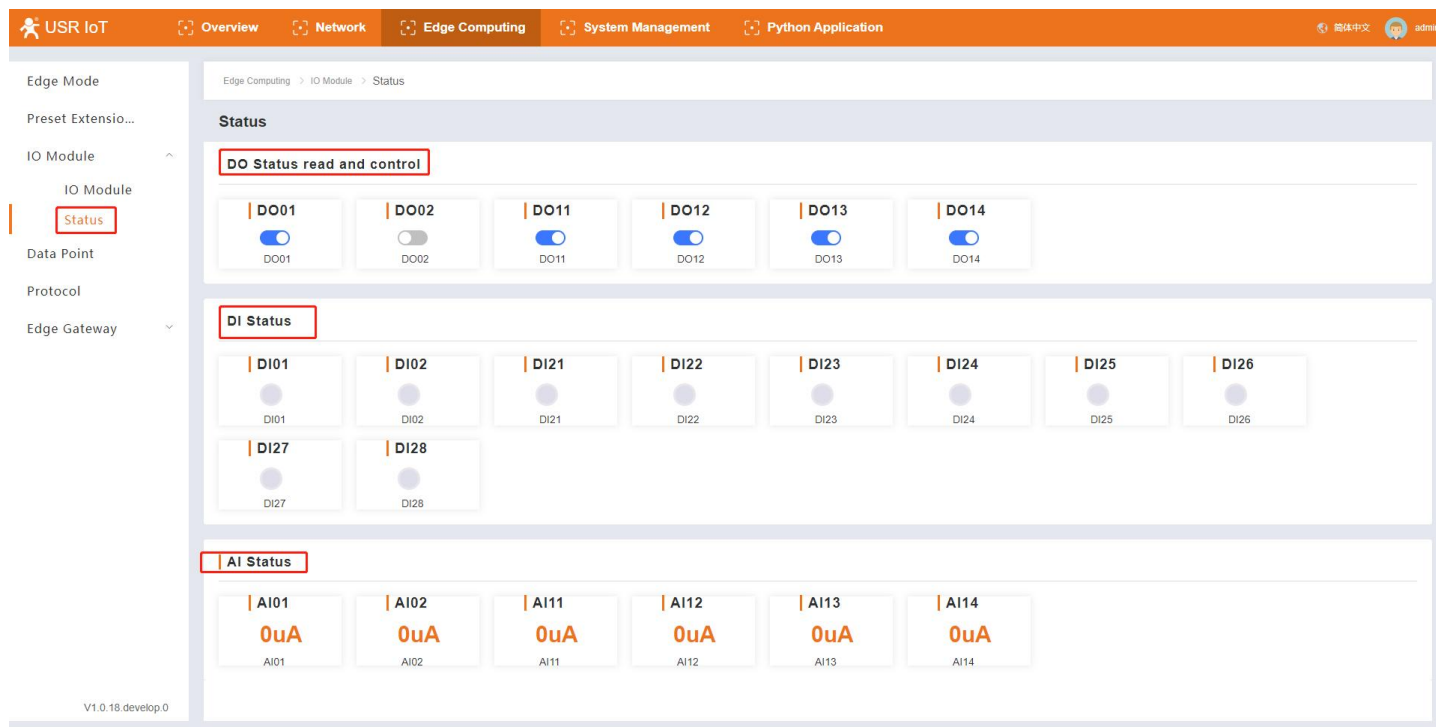 USR IoT
Overview
Network
Edge Computing
System Management
Python Application
简体中文
Edge Mode
Preset Extensio...
IO Module
IO Module
Status
Data Point
Protocol
Edge Gateway
V1.0.18.develop.0
Edge Computing > IO Module > Status
Status
DO Status read and control
DO01 DO02 DO11 DO12 DO13 DO14
DO01 DO02 DO11 DO12 DO13 DO14
DI Status
DI01 DI02 DI21 DI22 DI23 DI24 DI25 DI26
DI01 DI02 DI21 DI22 DI23 DI24 DI25 DI26
DI27 DI28
DI27 DI28
AI Status
AI01 AI02 AI11 AI12 AI13 AI14
0uA 0uA 0uA 0uA 0uA 0uA
AI01 AI02 AI11 AI12 AI13 AI14